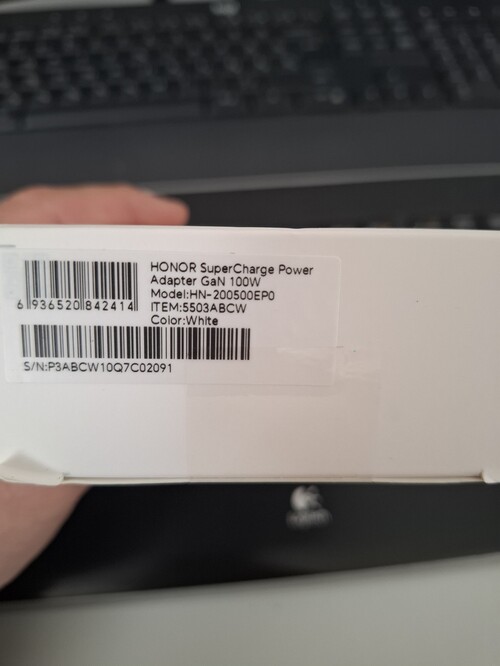 HONOR SuperCharge Power
Adapter GaN 100W
Model:HN-200500EP0
ITEM:5503ABCW
Color:White
6 936520 842414
S/N:P3ABCW10Q7C02091